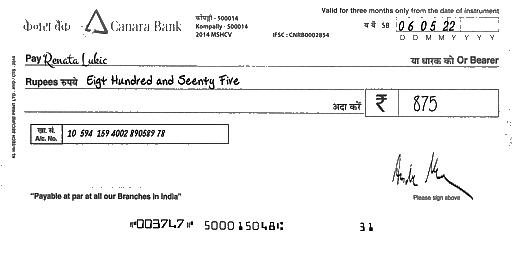 Valid for three months only from the date of instrument
केनरा बैंक Canara Bank
कोंपल्ली - 500014
Kompally - 500014
2014 MSHCV
IFSC : CNRB0002854
SB 06 05 22
D D M M Y Y Y Y
Pay Renata Lukic या धारक को Or Bearer
Rupees रुपये Eigt Hundred and Seenty Five
अदा करें ₹ 875
खा. सं.
A/c. No. 10 594 159 4002 890589 78
"Payable at par at all our Branches in India"
Please sign above
⑈003747⑈ 500015048⑆ 31